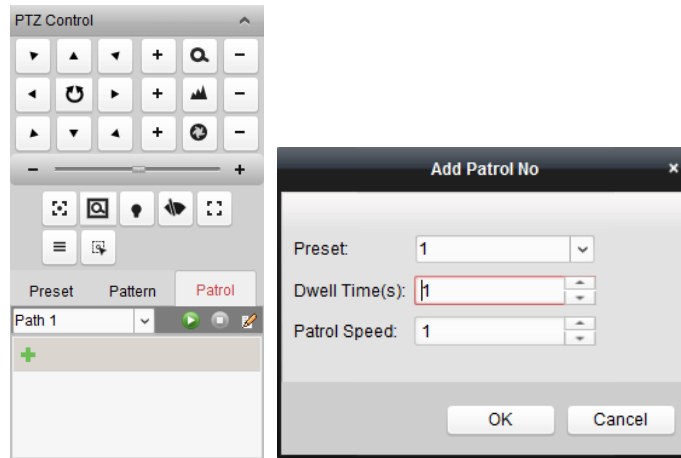 PTZ Control
Preset Pattern Patrol
Path 1
Add Patrol No
Preset: 1
Dwell Time(s): 1
Patrol Speed: 1
OK Cancel